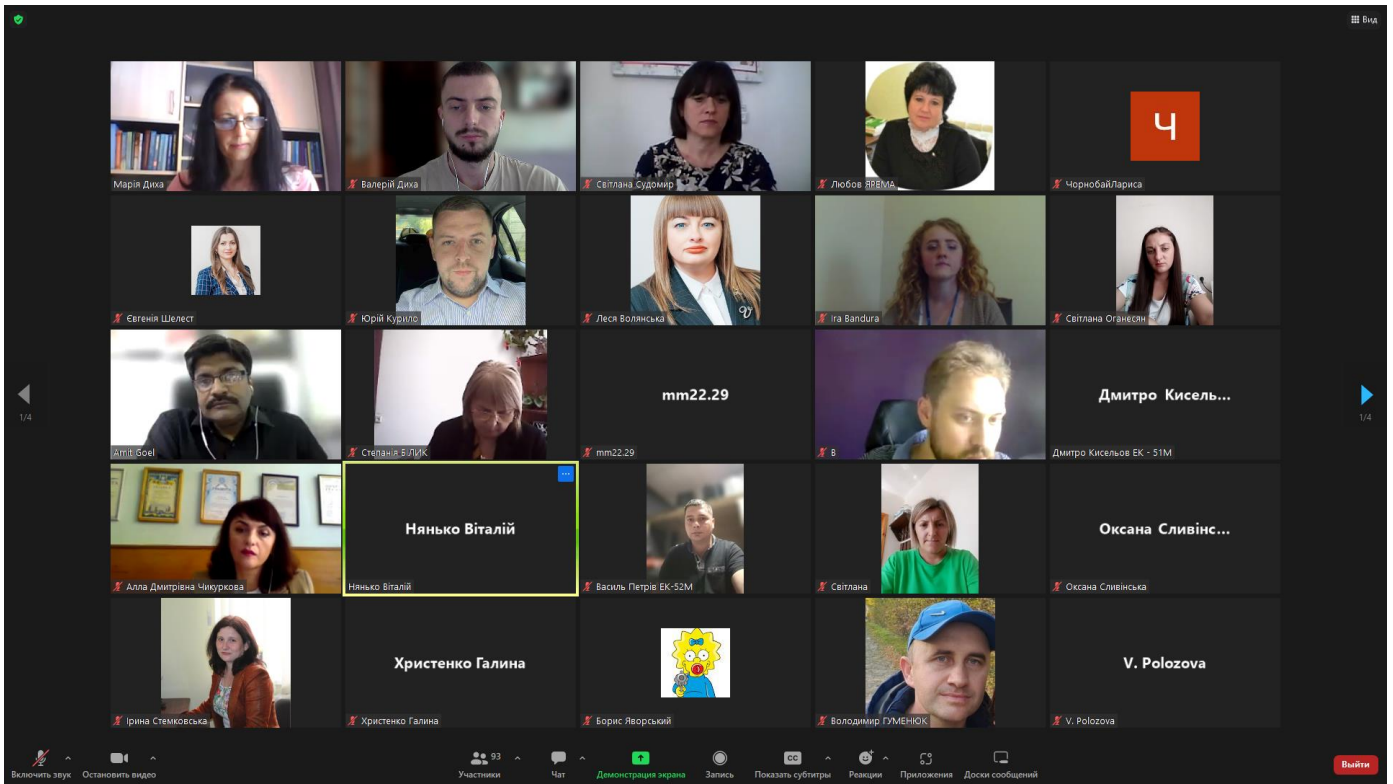 Вид
Марія Диха
Валерій Диха
Світлана Судомир
Любов ЯРЕМА
Ч
ЧорнобайЛариса
Євгенія Шелест
Юрій Курило
Леся Волянська
Ira Bandura
Світлана Оганесян
Amit Goel
Степанія БІЛИК
mm22.29
mm22.29
В
Дмитро Кисель...
Дмитро Кисельов ЕК - 51М
1/4
1/4
Алла Дмитрівна Чикуркова
Нянько Віталій
Нянько Віталій
Василь Петрів ЕК-52М
Світлана
Оксана Сливінс...
Оксана Сливінська
Ірина Стемковська
Христенко Галина
Христенко Галина
Борис Яворський
Володимир ГУМЕНЮК
V. Polozova
V. Polozova
Включить звук
Остановить видео
93
Участники
Чат
Демонстрация экрана
Запись
CC
Показать субтитры
Реакции
Приложения
Доски сообщений
Выйти